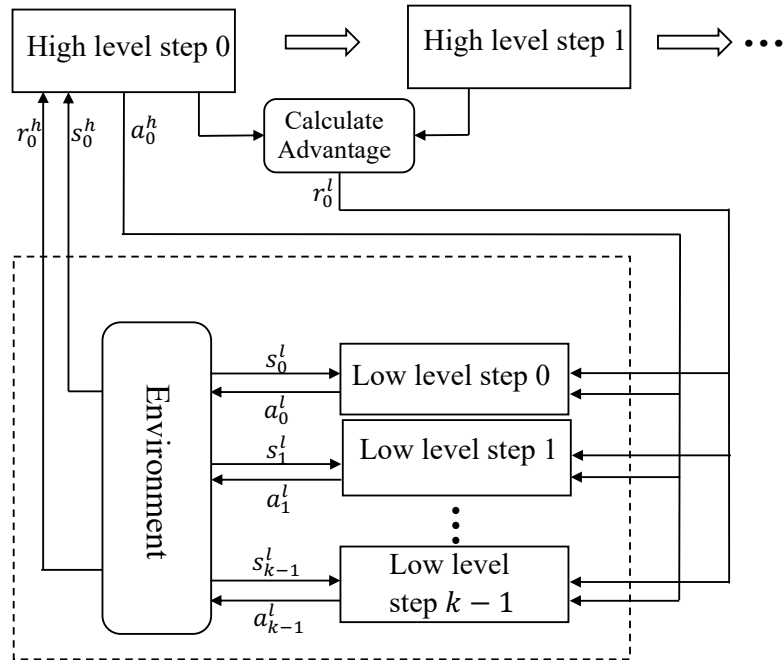 High level step 0
High level step 1
...
r_0^h
s_0^h
a_0^h
Calculate
Advantage
r_0^l
Environment
s_0^l
Low level step 0
a_0^l
s_1^l
Low level step 1
a_1^l
s_{k-1}^l
Low level
step k − 1
a_{k-1}^l